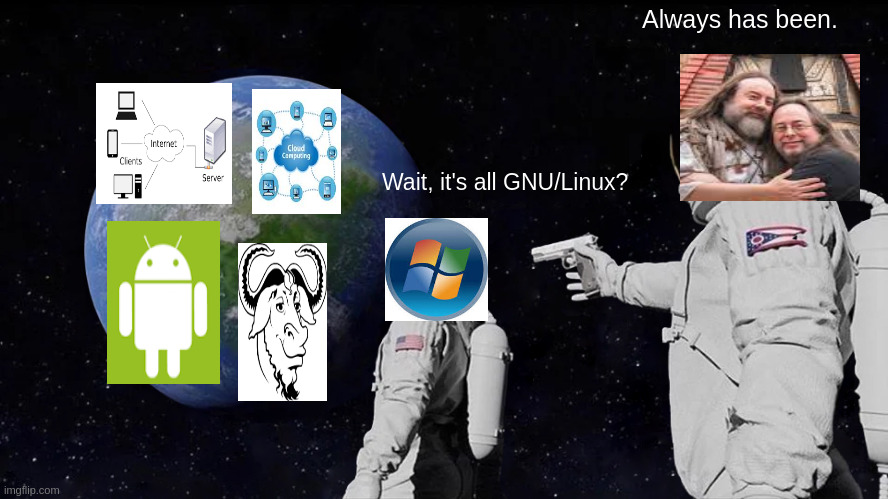 Always has been.
Internet
Clients
Server
Cloud
Computing
Wait, it's all GNU/Linux?
imgflip.com